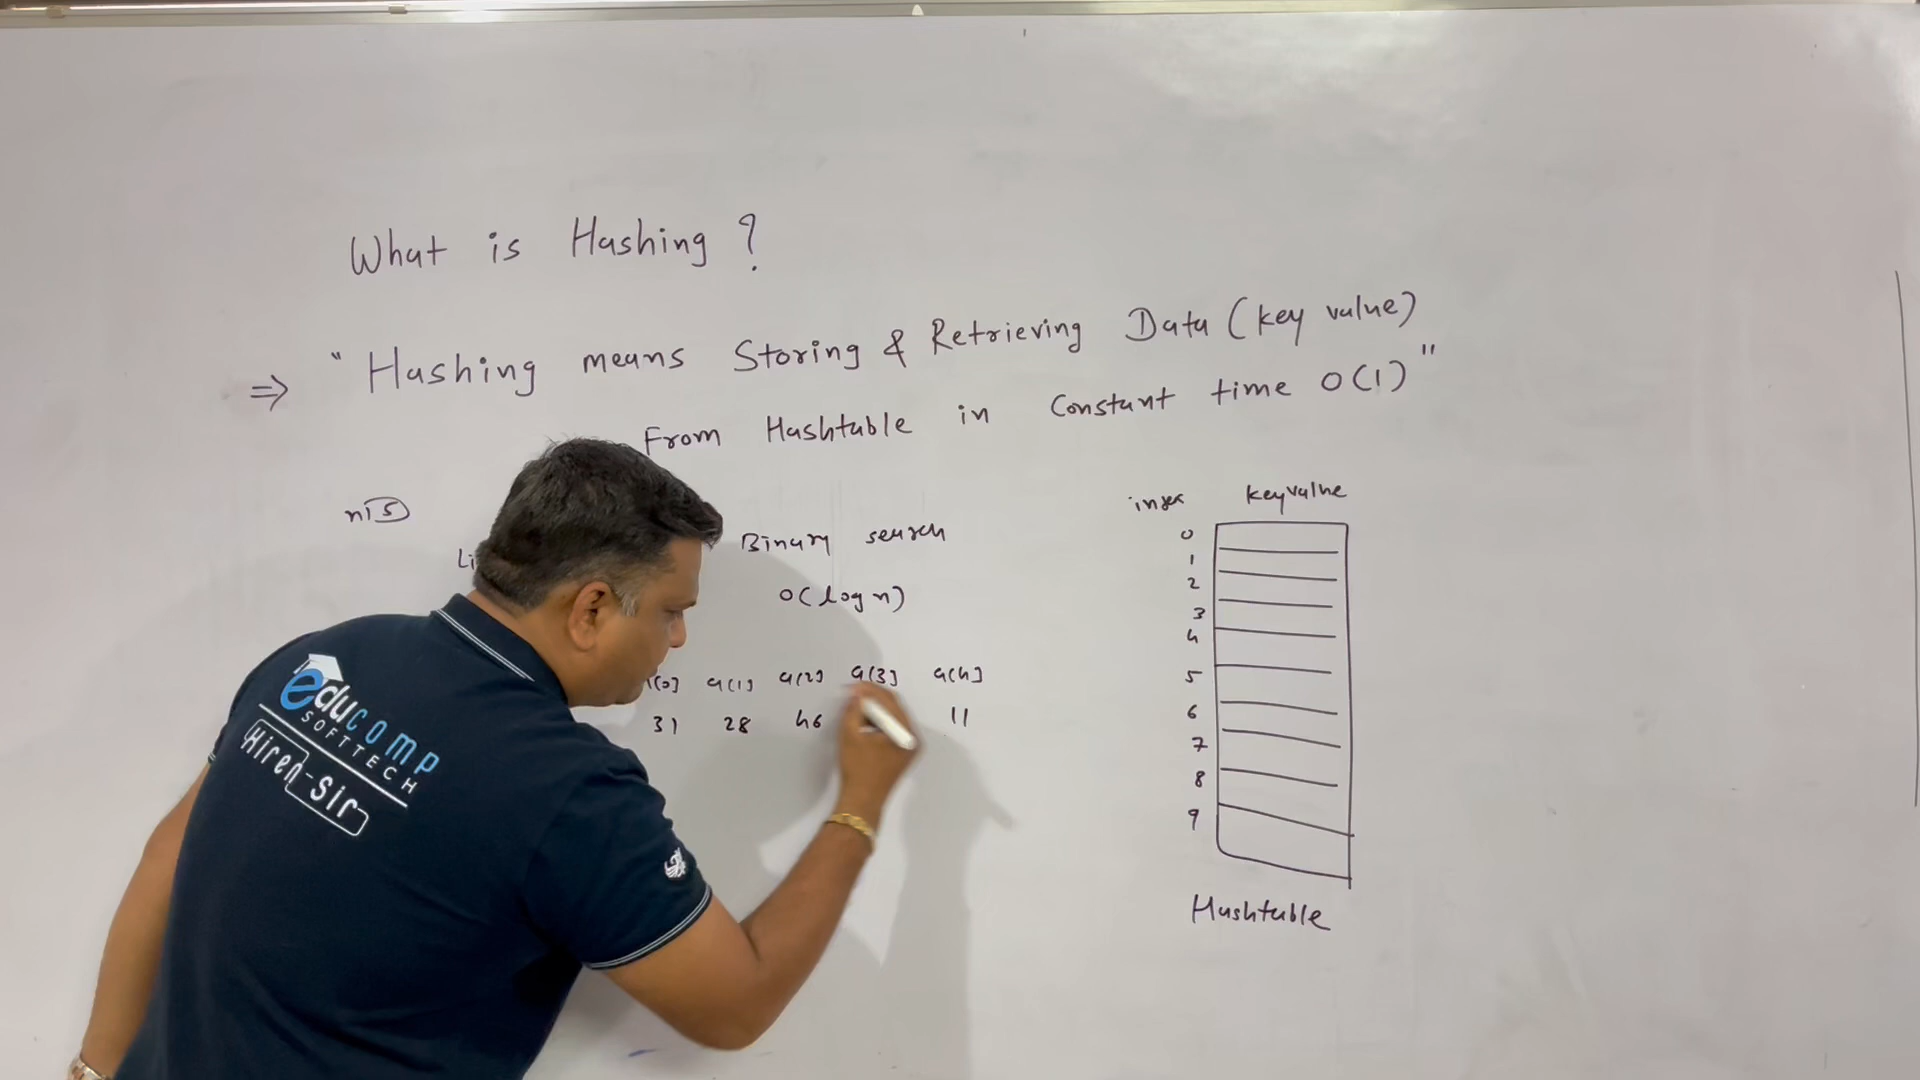 What is Hashing ?
⇒ " Hashing means Storing & Retrieving Data (key value)
From Hashtable in Constant time O(1) "
Binary search
O(log n)
a[1] a[2] a[3] a[4]
31 28 46 11
keyvalue
0
1
2
3
4
5
6
7
8
9
Hashtable
educomp
SOFTTECH
Hiren-Sir